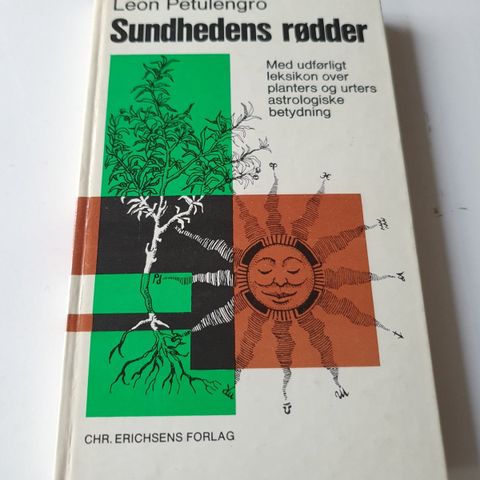 Leon Petulengro
Sundhedens rødder
Med udførligt
leksikon over
planters og urters
astrologiske
betydning
CHR. ERICHSENS FORLAG